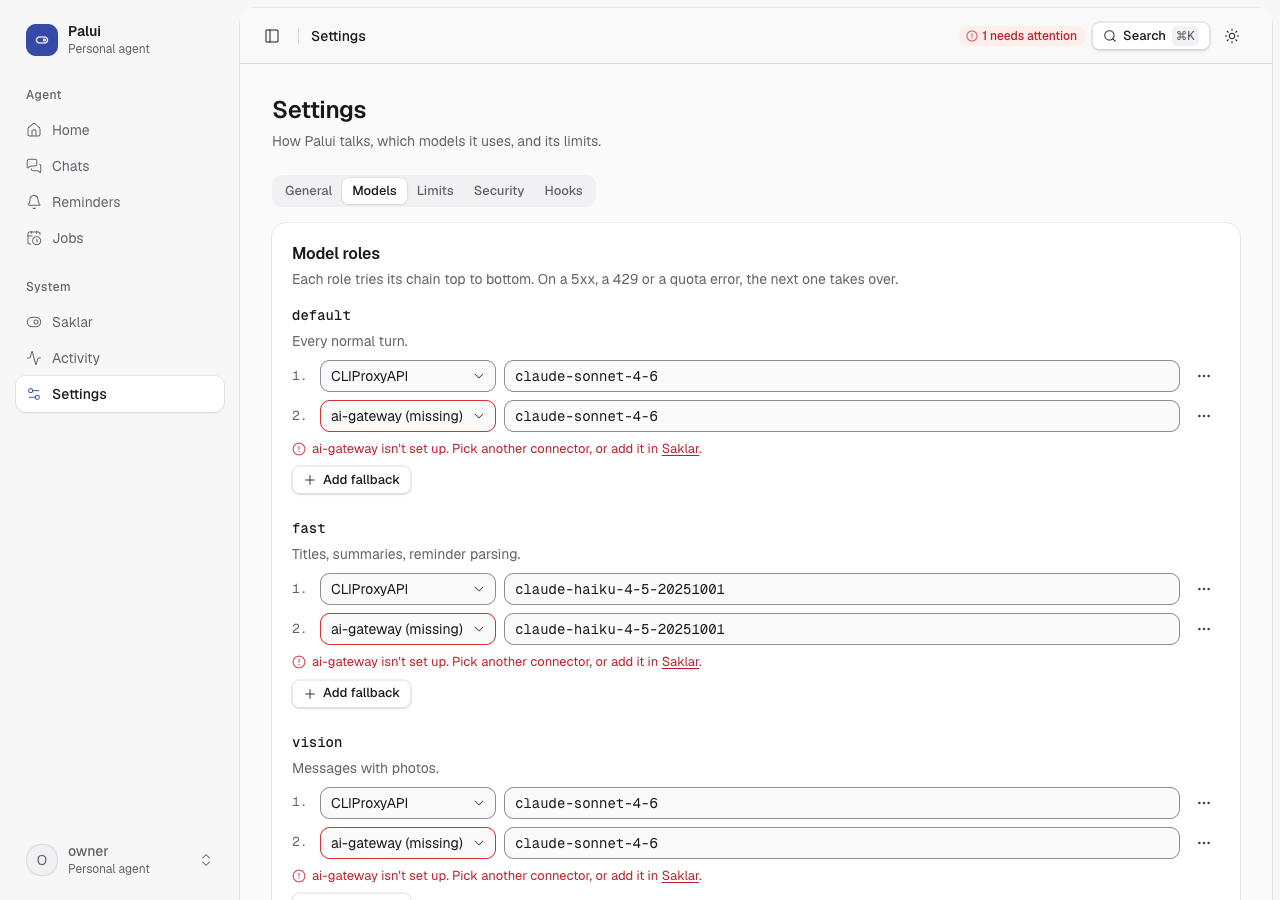 Palui
Personal agent
Agent
Home
Chats
Reminders
Jobs
System
Saklar
Activity
Settings
O
owner
Personal agent
Settings
1 needs attention
Search ⌘K
Settings
How Palui talks, which models it uses, and its limits.
General Models Limits Security Hooks
Model roles
Each role tries its chain top to bottom. On a 5xx, a 429 or a quota error, the next one takes over.
default
Every normal turn.
1. CLIProxyAPI claude-sonnet-4-6
2. ai-gateway (missing) claude-sonnet-4-6
ai-gateway isn't set up. Pick another connector, or add it in Saklar.
Add fallback
fast
Titles, summaries, reminder parsing.
1. CLIProxyAPI claude-haiku-4-5-20251001
2. ai-gateway (missing) claude-haiku-4-5-20251001
ai-gateway isn't set up. Pick another connector, or add it in Saklar.
Add fallback
vision
Messages with photos.
1. CLIProxyAPI claude-sonnet-4-6
2. ai-gateway (missing) claude-sonnet-4-6
ai-gateway isn't set up. Pick another connector, or add it in Saklar.